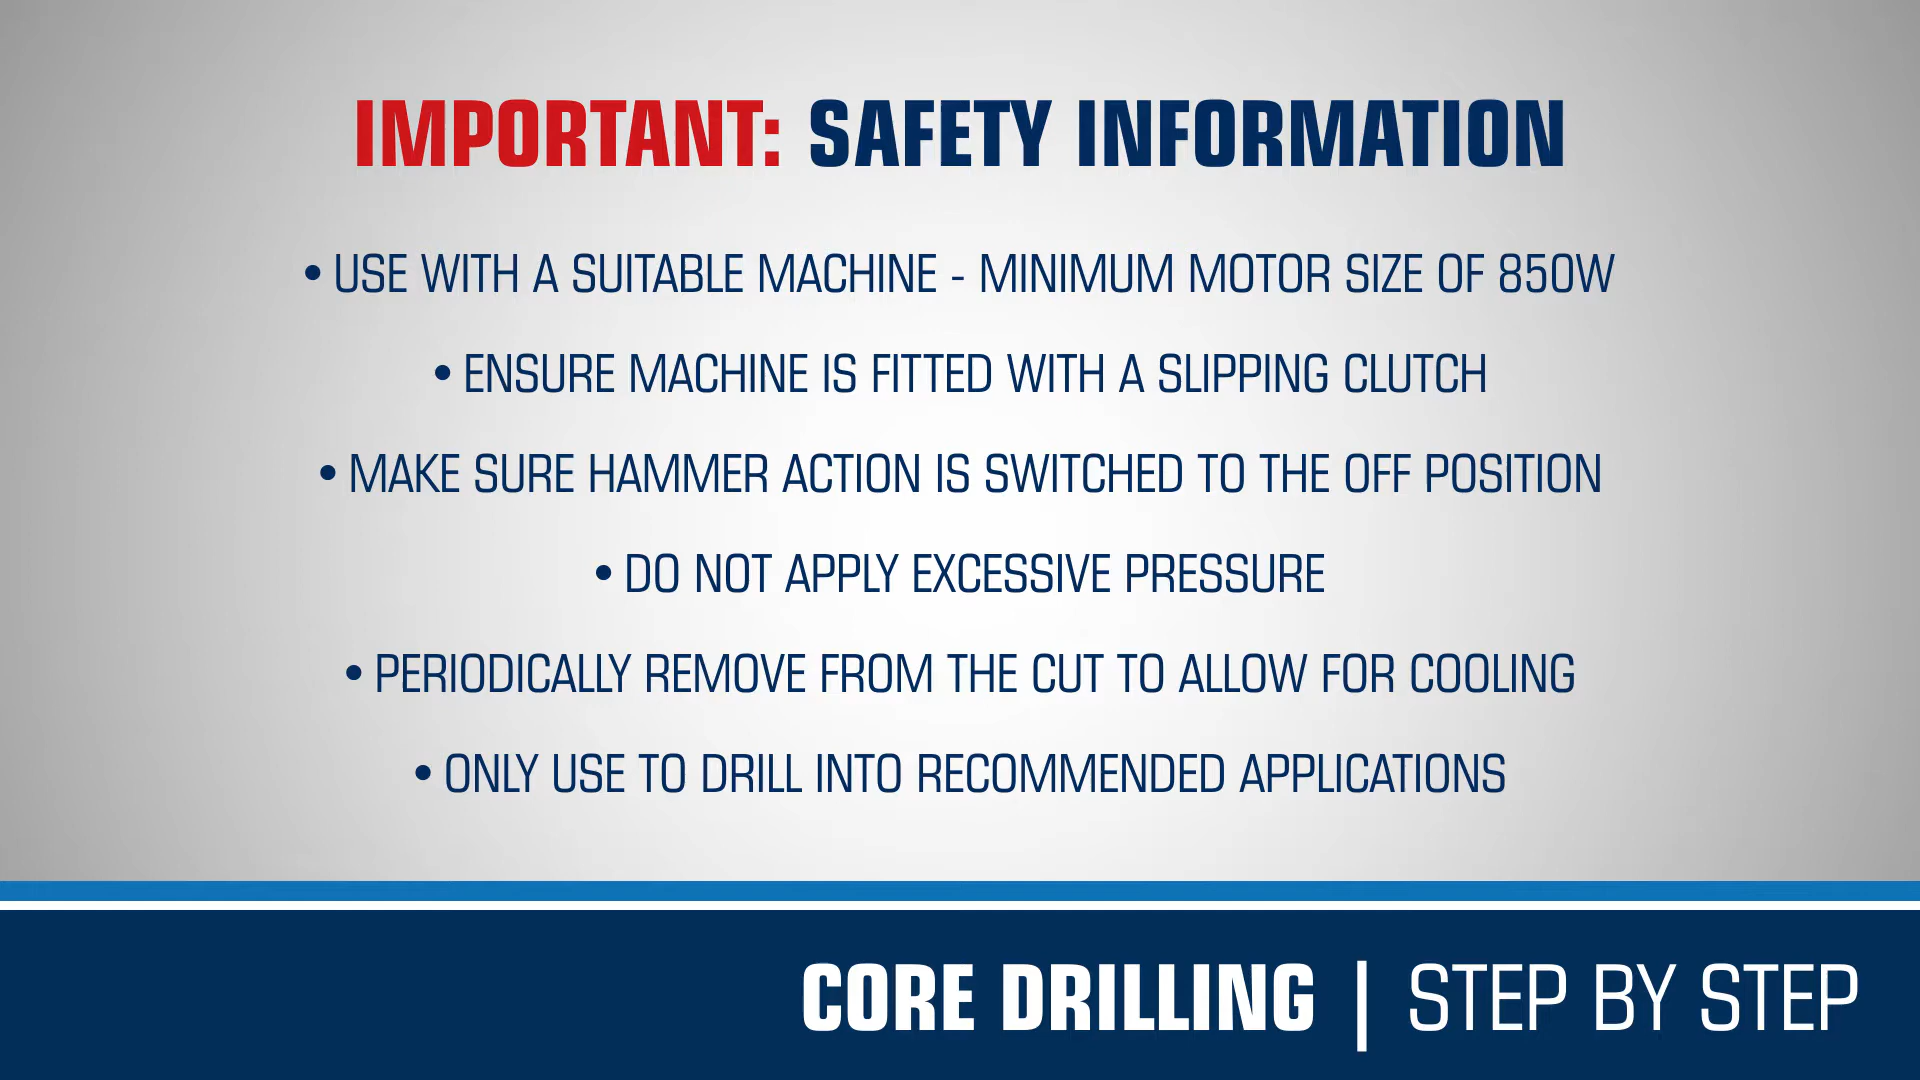 IMPORTANT: SAFETY INFORMATION
• USE WITH A SUITABLE MACHINE - MINIMUM MOTOR SIZE OF 850W
• ENSURE MACHINE IS FITTED WITH A SLIPPING CLUTCH
• MAKE SURE HAMMER ACTION IS SWITCHED TO THE OFF POSITION
• DO NOT APPLY EXCESSIVE PRESSURE
• PERIODICALLY REMOVE FROM THE CUT TO ALLOW FOR COOLING
• ONLY USE TO DRILL INTO RECOMMENDED APPLICATIONS
CORE DRILLING | STEP BY STEP